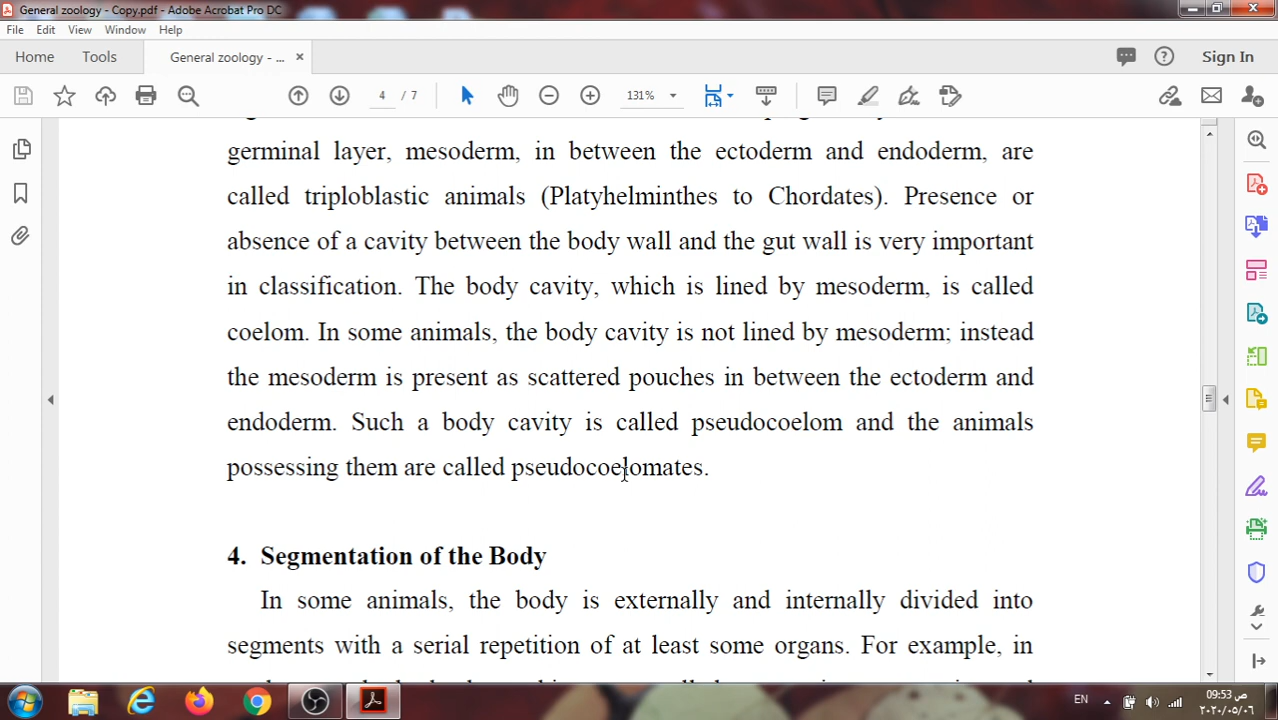 General zoology - Copy.pdf - Adobe Acrobat Pro DC
File Edit View Window Help
Home Tools General zoology - ... ×
Sign In
4 / 7
131%
germinal layer, mesoderm, in between the ectoderm and endoderm, are
called triploblastic animals (Platyhelminthes to Chordates). Presence or
absence of a cavity between the body wall and the gut wall is very important
in classification. The body cavity, which is lined by mesoderm, is called
coelom. In some animals, the body cavity is not lined by mesoderm; instead
the mesoderm is present as scattered pouches in between the ectoderm and
endoderm. Such a body cavity is called pseudocoelom and the animals
possessing them are called pseudocoelomates.
4. Segmentation of the Body
In some animals, the body is externally and internally divided into
segments with a serial repetition of at least some organs. For example, in
EN
09:53 ص
٢٠٢٠/٠٥/٠٦